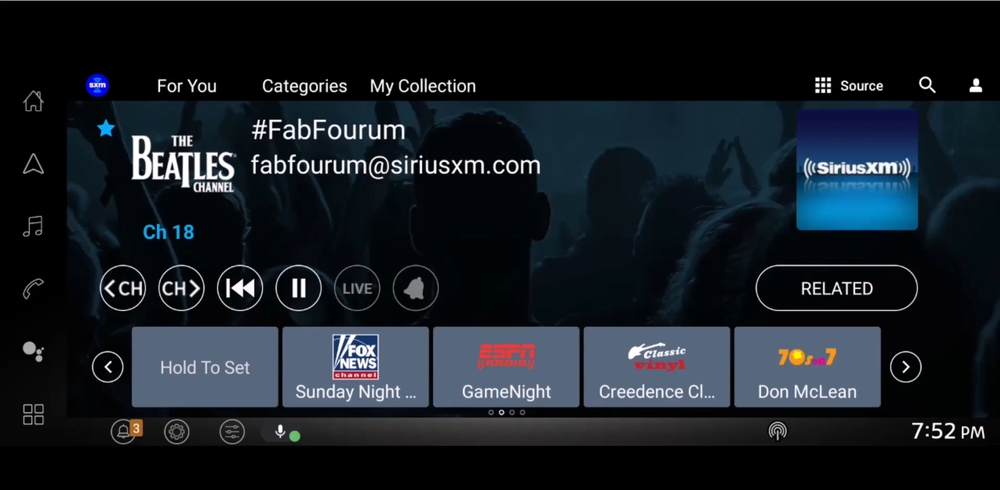 sxm
For You
Categories
My Collection
Source
#FabFourum
fabfourum@siriusxm.com
THE
BEATLES
CHANNEL
Ch 18
((SiriusXM))
CH
CH
LIVE
RELATED
Hold To Set
FOX
NEWS
channel
Sunday Night ...
ESPN
((RADIO))
GameNight
Classic
vinyl
Creedence Cl...
70s on 7
Don McLean
3
7:52 PM